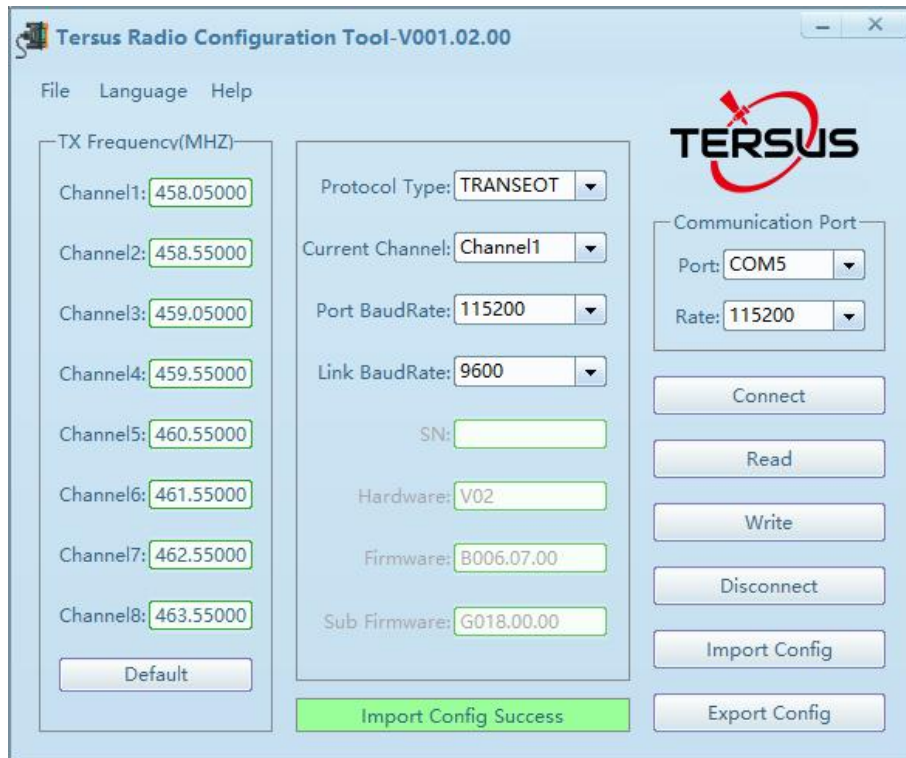 Tersus Radio Configuration Tool-V001.02.00
File Language Help
TX Frequency(MHZ)
Channel1: 458.05000
Channel2: 458.55000
Channel3: 459.05000
Channel4: 459.55000
Channel5: 460.55000
Channel6: 461.55000
Channel7: 462.55000
Channel8: 463.55000
Default
Protocol Type: TRANSEOT
Current Channel: Channel1
Port BaudRate: 115200
Link BaudRate: 9600
SN:
Hardware: V02
Firmware: B006.07.00
Sub Firmware: G018.00.00
Import Config Success
TERSUS
Communication Port
Port: COM5
Rate: 115200
Connect
Read
Write
Disconnect
Import Config
Export Config